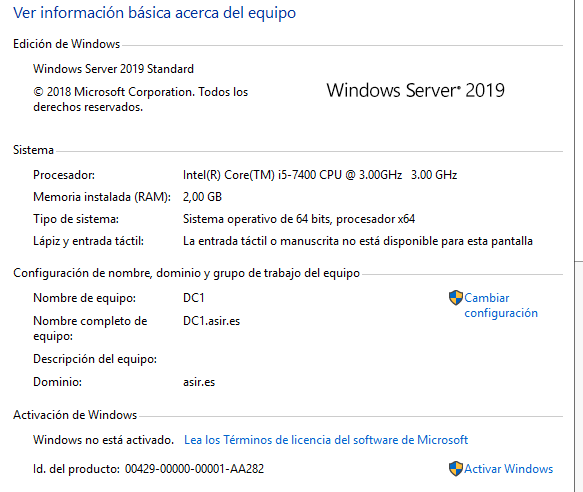 Ver información básica acerca del equipo
Edición de Windows
Windows Server 2019 Standard
© 2018 Microsoft Corporation. Todos los
derechos reservados.
Windows Server® 2019
Sistema
Procesador: Intel(R) Core(TM) i5-7400 CPU @ 3.00GHz 3.00 GHz
Memoria instalada (RAM): 2,00 GB
Tipo de sistema: Sistema operativo de 64 bits, procesador x64
Lápiz y entrada táctil: La entrada táctil o manuscrita no está disponible para esta pantalla
Configuración de nombre, dominio y grupo de trabajo del equipo
Nombre de equipo: DC1
Cambiar
configuración
Nombre completo de
equipo:
DC1.asir.es
Descripción del equipo:
Dominio: asir.es
Activación de Windows
Windows no está activado. Lea los Términos de licencia del software de Microsoft
Id. del producto: 00429-00000-00001-AA282
Activar Windows